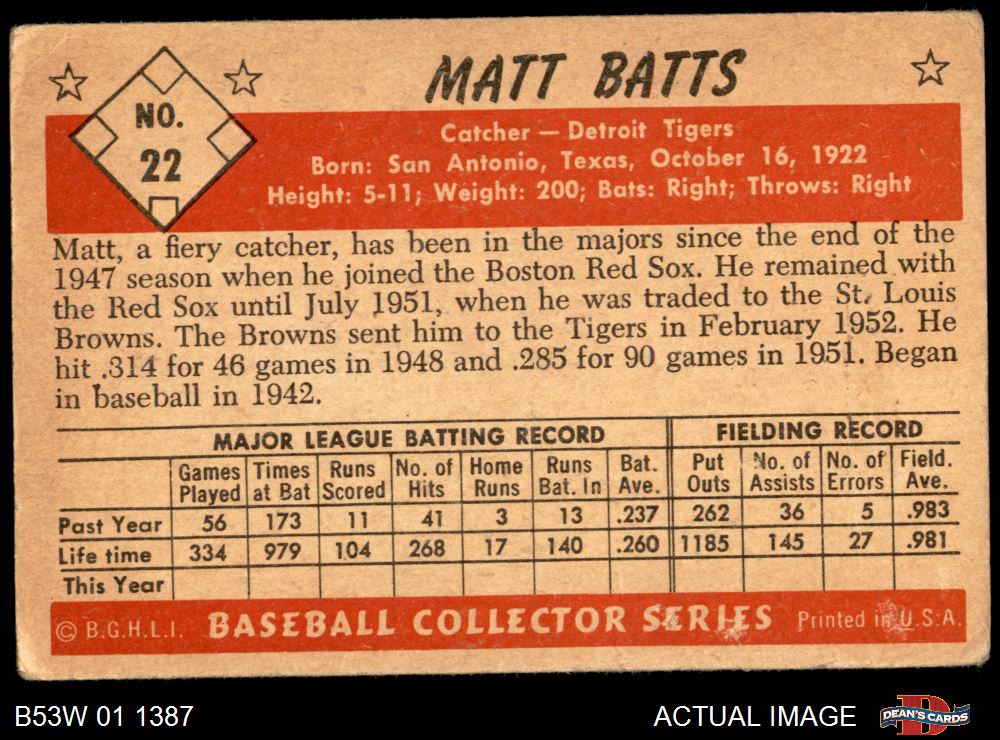 MATT BATTS
NO.
22
Catcher — Detroit Tigers
Born: San Antonio, Texas, October 16, 1922
Height: 5-11; Weight: 200; Bats: Right; Throws: Right
Matt, a fiery catcher, has been in the majors since the end of the
1947 season when he joined the Boston Red Sox. He remained with
the Red Sox until July 1951, when he was traded to the St. Louis
Browns. The Browns sent him to the Tigers in February 1952. He
hit .314 for 46 games in 1948 and .285 for 90 games in 1951. Began
in baseball in 1942.
MAJOR LEAGUE BATTING RECORD FIELDING RECORD
Games Times Runs No. of Home Runs Bat. Put No. of No. of Field.
Played at Bat Scored Hits Runs Bat. In Ave. Outs Assists Errors Ave.
Past Year 56 173 11 41 3 13 .237 262 36 5 .983
Life time 334 979 104 268 17 140 .260 1185 145 27 .981
This Year
© B.G.H.L.I. BASEBALL COLLECTOR SERIES Printed in U.S.A.
B53W 01 1387 ACTUAL IMAGE D DEAN'S CARDS